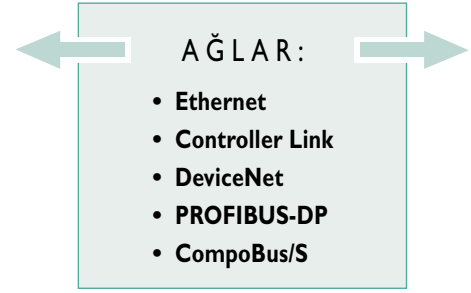 AĞLAR:
• Ethernet
• Controller Link
• DeviceNet
• PROFIBUS-DP
• CompoBus/S